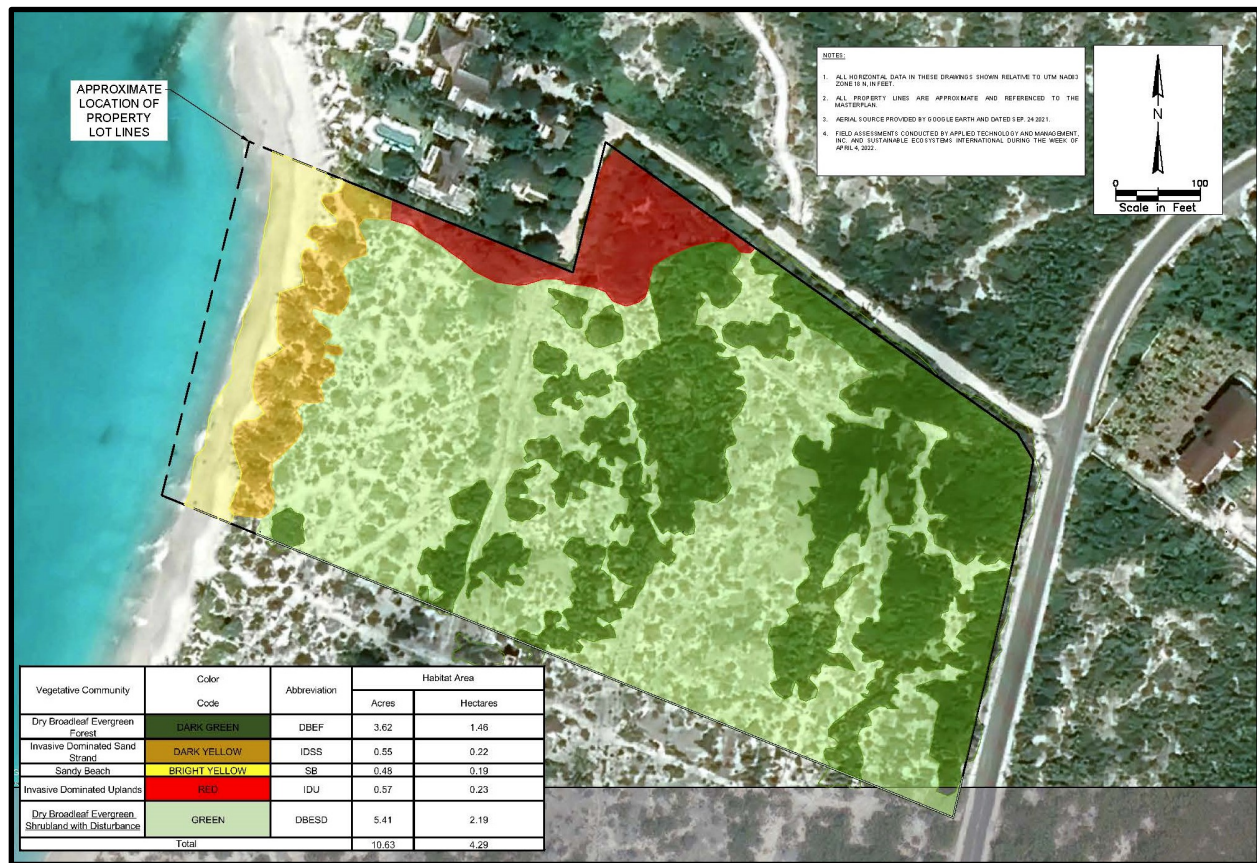 APPROXIMATE
LOCATION OF
PROPERTY
LOT LINES
NOTES:
1. ALL HORIZONTAL DATA IN THESE DRAWINGS SHOWN RELATIVE TO UTM NAD83
ZONE 18 N, IN FEET.
2. ALL PROPERTY LINES ARE APPROXIMATE AND REFERENCED TO THE
MASTERPLAN.
3. AERIAL SOURCE PROVIDED BY GOOGLE EARTH AND DATED SEP. 24 2021.
4. FIELD ASSESSMENTS CONDUCTED BY APPLIED TECHNOLOGY AND MANAGEMENT,
INC. AND SUSTAINABLE ECOSYSTEMS INTERNATIONAL DURING THE WEEK OF
APRIL 4, 2022.
N
0 100
Scale in Feet
Vegetative Community Color Code Abbreviation Habitat Area
Acres Hectares
Dry Broadleaf Evergreen
Forest DARK GREEN DBEF 3.62 1.46
Invasive Dominated Sand
Strand DARK YELLOW IDSS 0.55 0.22
Sandy Beach BRIGHT YELLOW SB 0.48 0.19
Invasive Dominated Uplands RED IDU 0.57 0.23
Dry Broadleaf Evergreen
Shrubland with Disturbance GREEN DBESD 5.41 2.19
Total 10.63 4.29